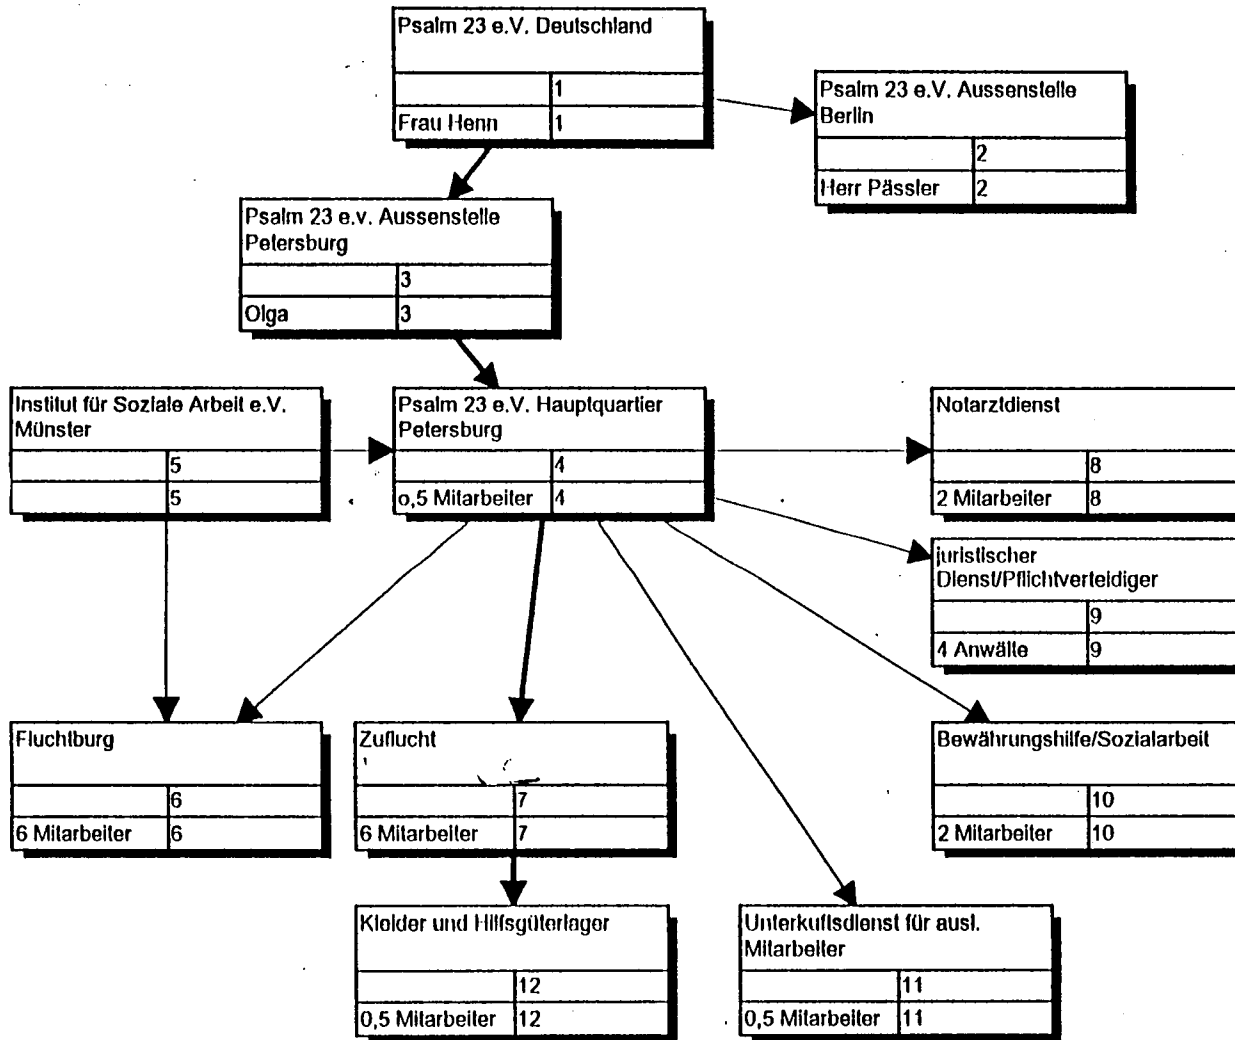 Psalm 23 e.V. Deutschland
1
Frau Henn 1
Psalm 23 e.V. Aussenstelle
Berlin
2
Herr Pässler 2
Psalm 23 e.v. Aussenstelle
Petersburg
3
Olga 3
Institut für Soziale Arbeit e.V.
Münster
5
5
Psalm 23 e.V. Hauptquartier
Petersburg
4
o,5 Mitarbeiter 4
Notarztdienst
8
2 Mitarbeiter 8
juristischer
Dienst/Pflichtverteidiger
9
4 Anwälte 9
Fluchtburg
6
6 Mitarbeiter 6
Zuflucht
7
6 Mitarbeiter 7
Bewährungshilfe/Sozialarbeit
10
2 Mitarbeiter 10
Kleider und Hilfsgüterlager
12
0,5 Mitarbeiter 12
Unterkuftsdienst für ausl.
Mitarbeiter
11
0,5 Mitarbeiter 11